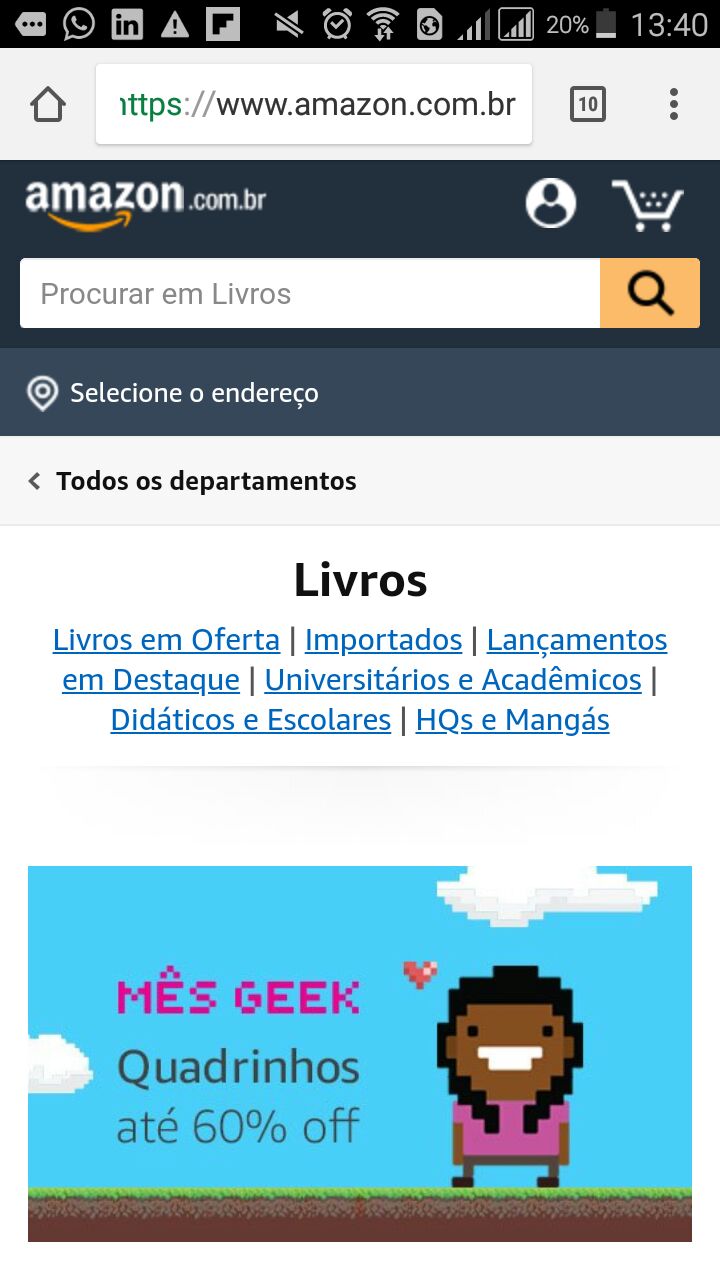 20% 13:40
ttps://www.amazon.com.br
10
amazon.com.br
Procurar em Livros
Selecione o endereço
Todos os departamentos
Livros
Livros em Oferta | Importados | Lançamentos
em Destaque | Universitários e Acadêmicos |
Didáticos e Escolares | HQs e Mangás
MÊS GEEK
Quadrinhos
até 60% off